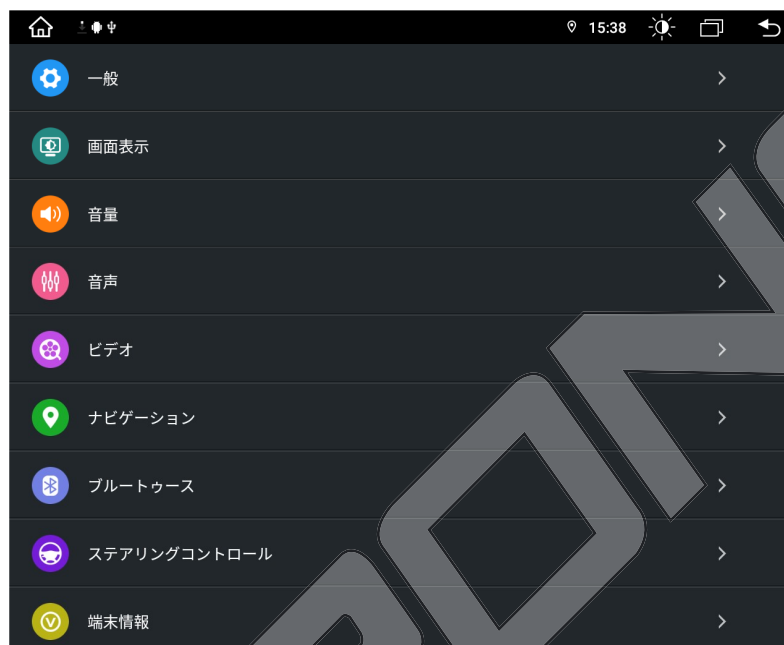 15:38
一般
画面表示
音量
音声
ビデオ
ナビゲーション
ブルートゥース
ステアリングコントロール
端末情報